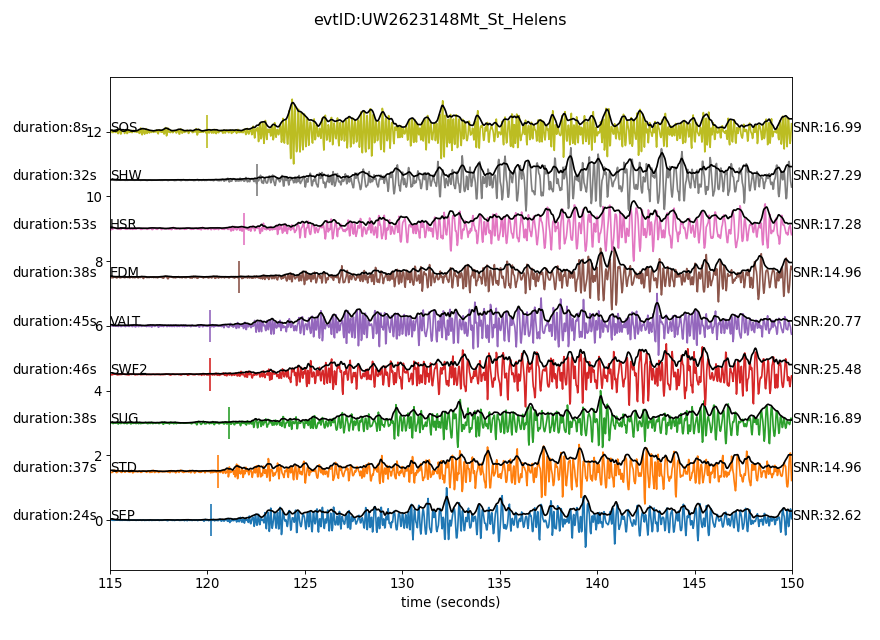 evtID:UW2623148Mt_St_Helens
duration:8s 12 SOS SNR:16.99
duration:32s SHW SNR:27.29
10
duration:53s HSR SNR:17.28
8
duration:38s EDM SNR:14.96
duration:45s 6 VALT SNR:20.77
duration:46s SWF2 SNR:25.48
4
duration:38s SUG SNR:16.89
2
duration:37s STD SNR:14.96
duration:24s 0 SEP SNR:32.62
115 120 125 130 135 140 145 150
time (seconds)